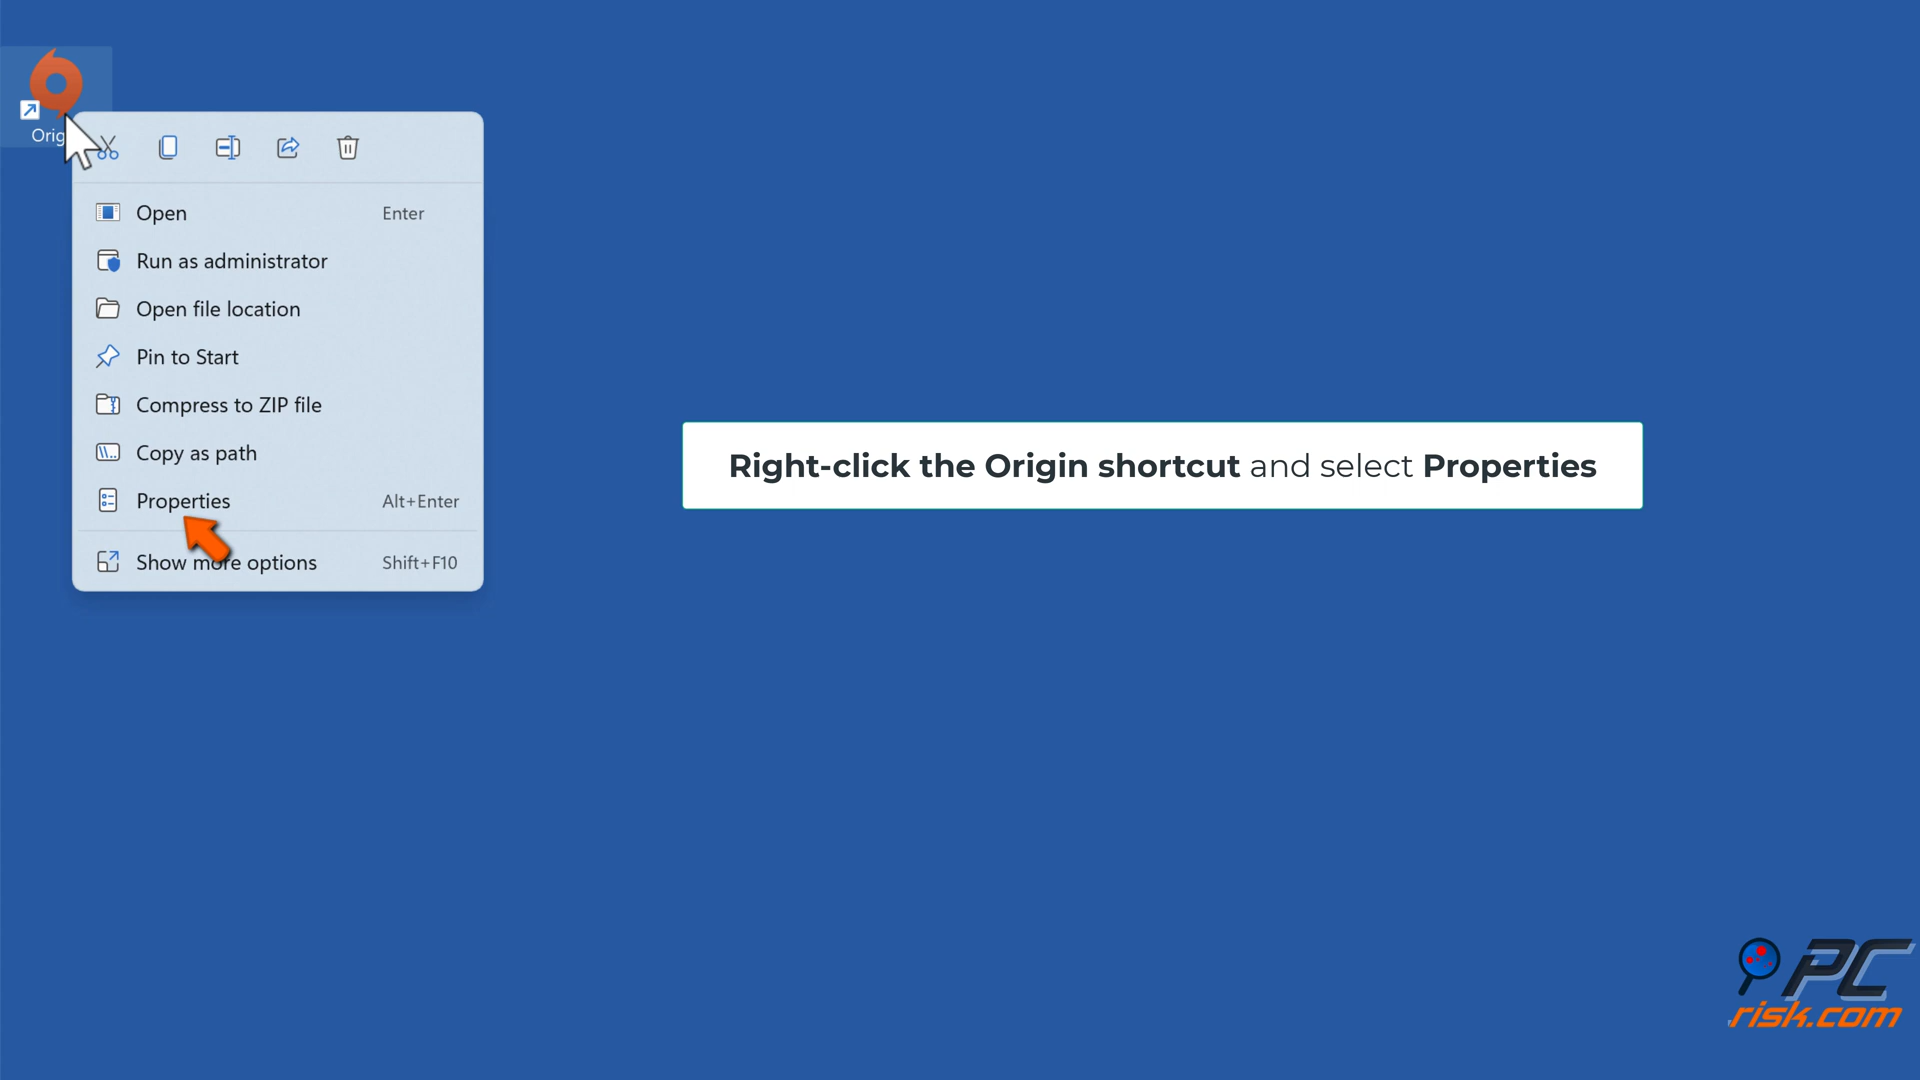 Orig
Open Enter
Run as administrator
Open file location
Pin to Start
Compress to ZIP file
Copy as path
Properties Alt+Enter
Show more options Shift+F10
Right-click the Origin shortcut and select Properties
PC
risk.com